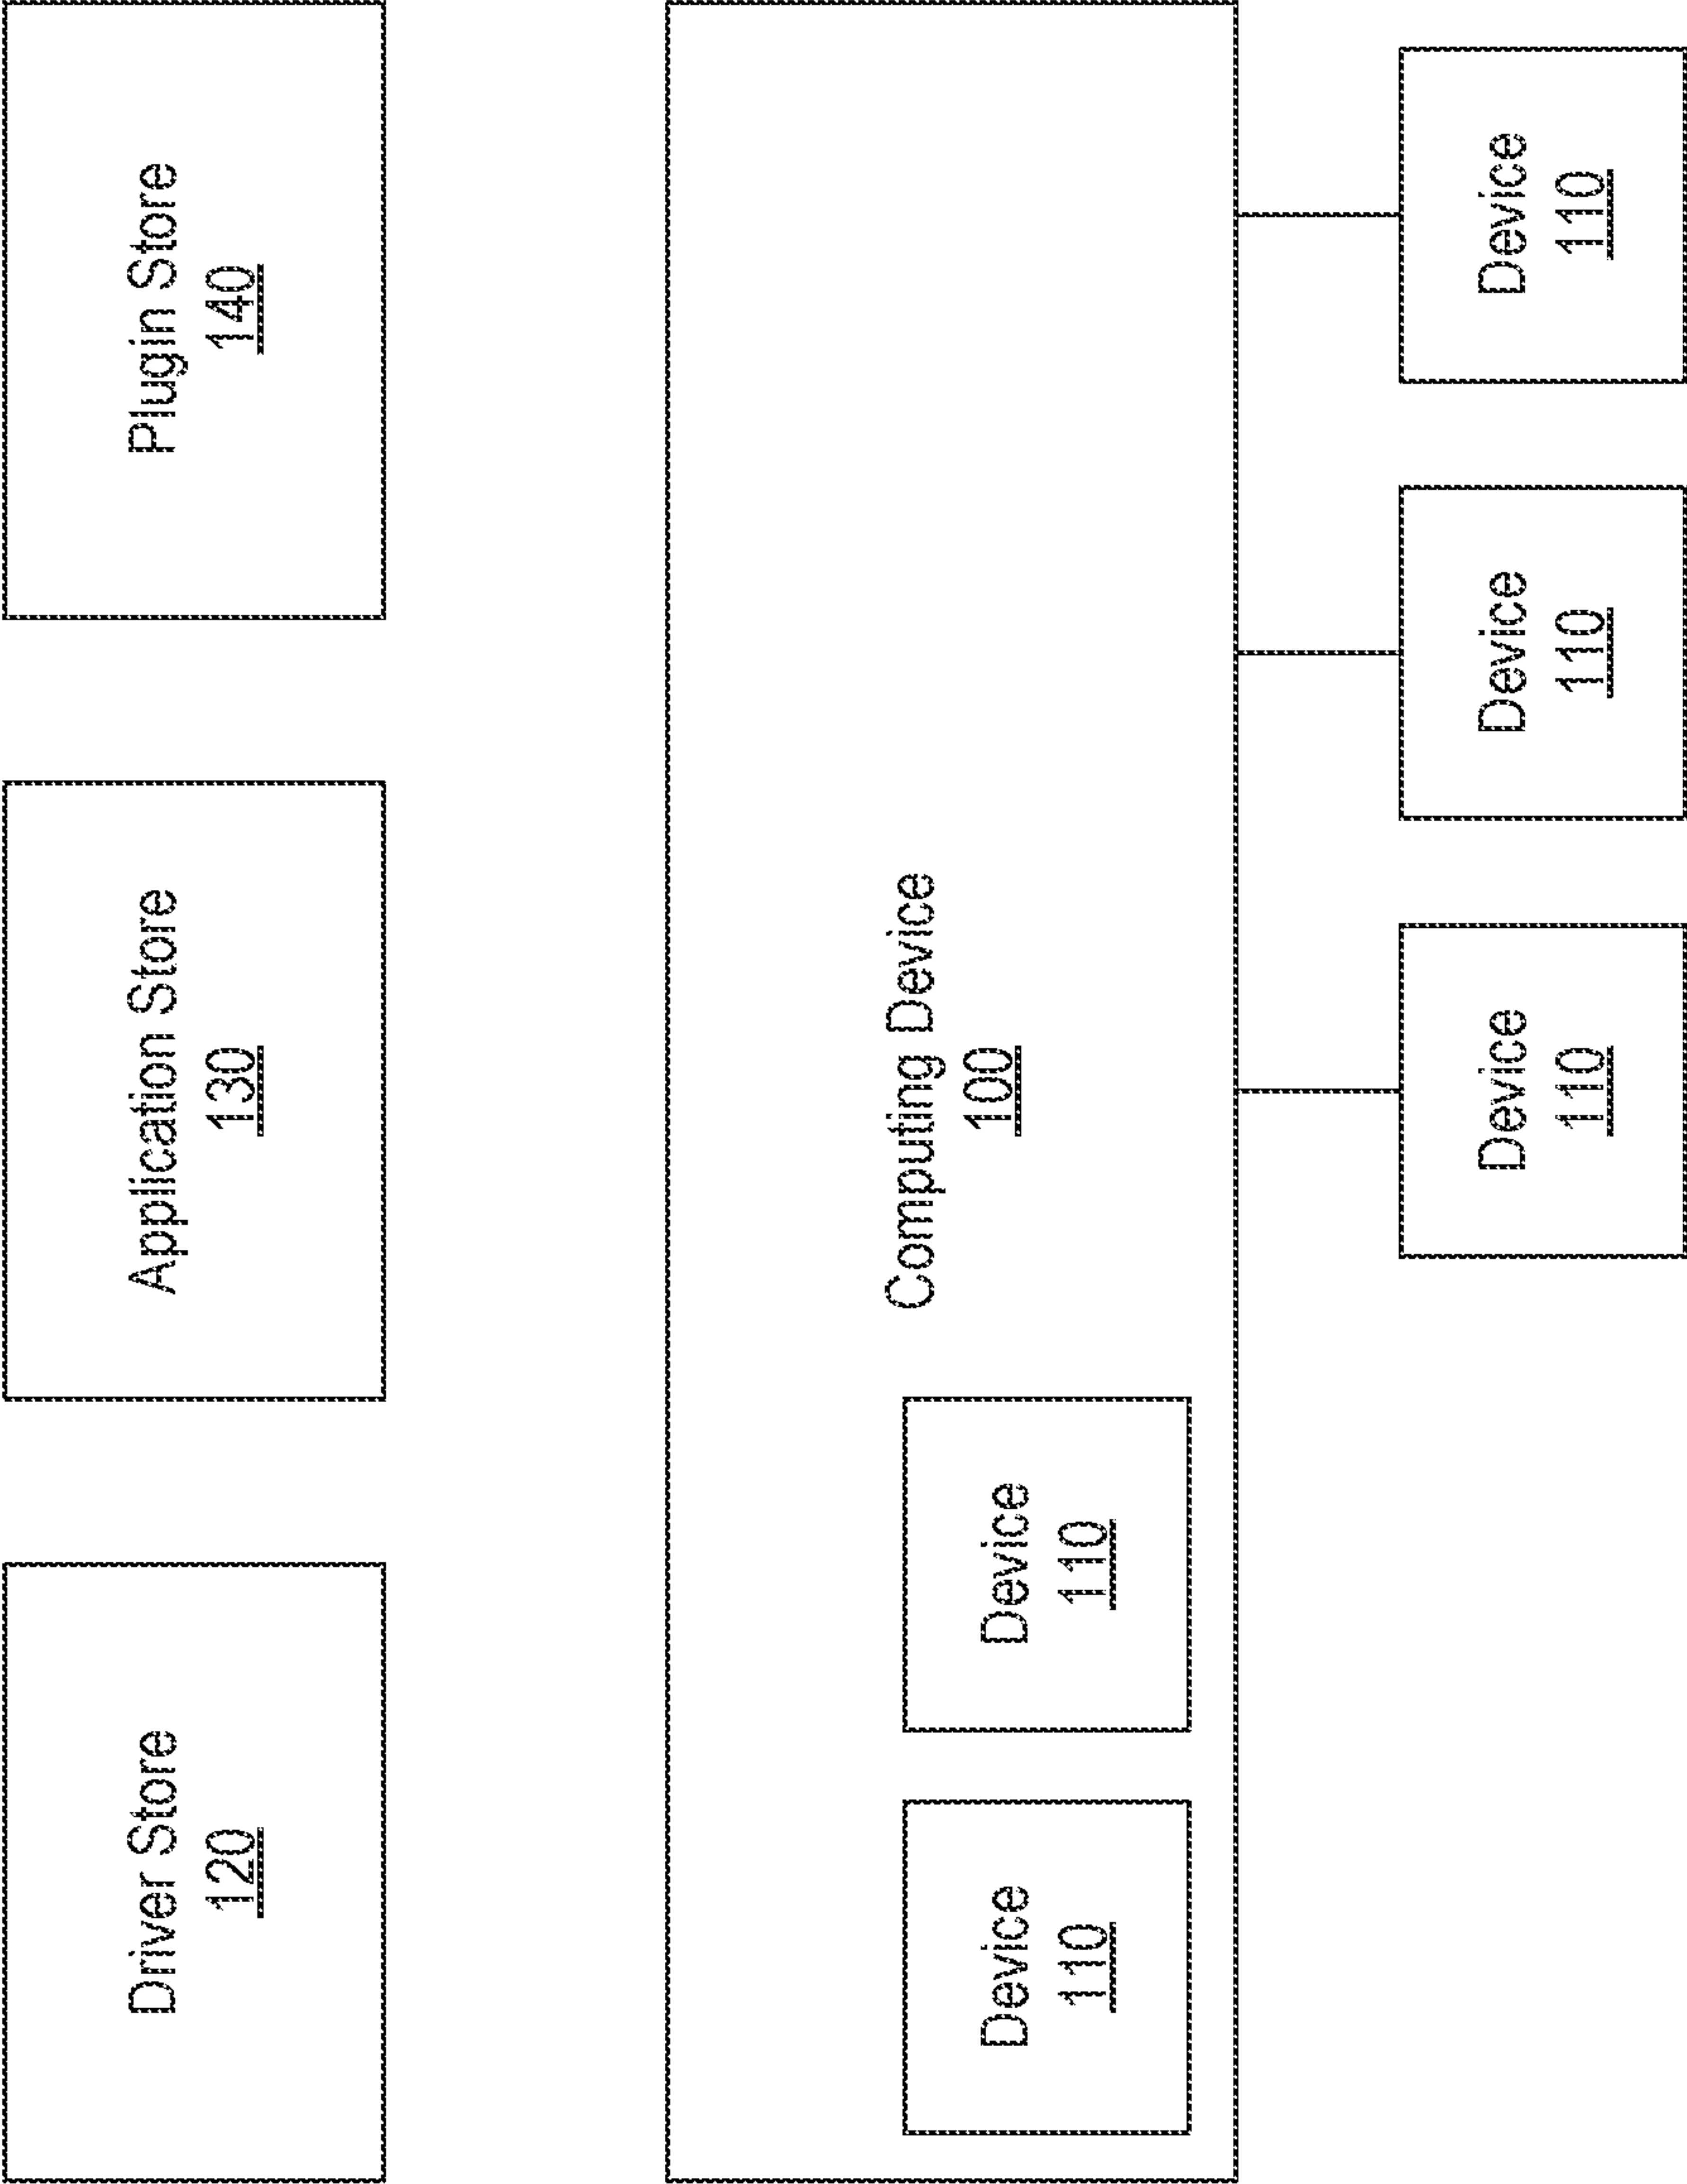 Driver Store
120
Application Store
130
Plugin Store
140
Computing Device
100
Device
110
Device
110
Device
110
Device
110
Device
110